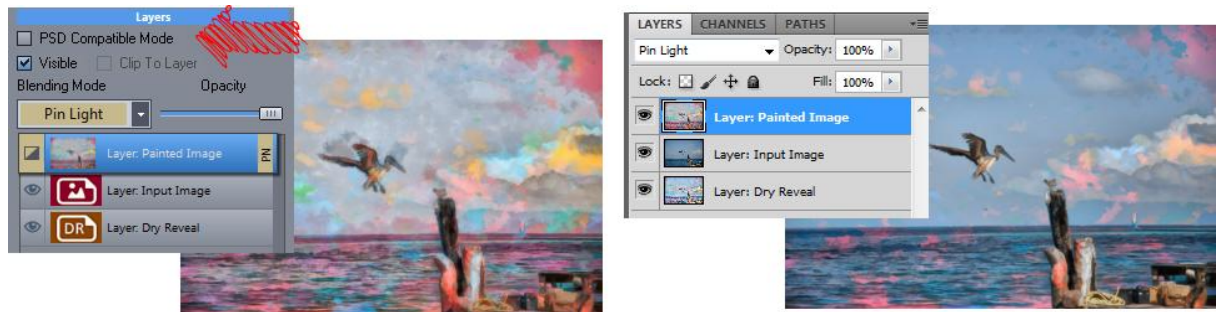 Layers
PSD Compatible Mode
Visible Clip To Layer
Blending Mode Opacity
Pin Light
Layer: Painted Image PN
Layer: Input Image
DR Layer: Dry Reveal
LAYERS CHANNELS PATHS
Pin Light Opacity: 100%
Lock: Fill: 100%
Layer: Painted Image
Layer: Input Image
Layer: Dry Reveal